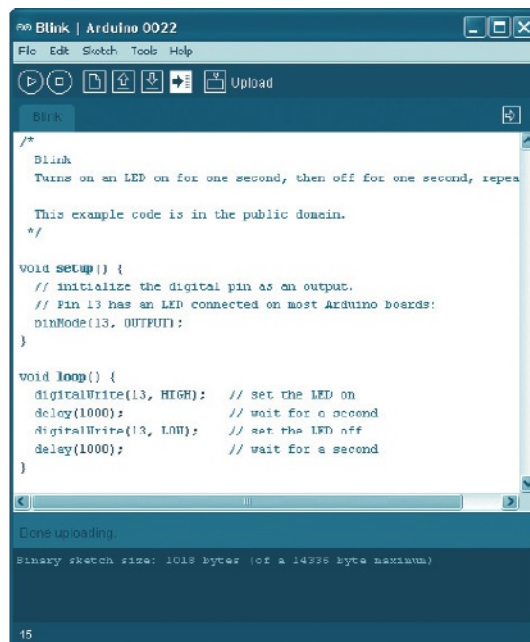 Blink | Arduino 0022
File Edit Sketch Tools Help
Upload
Blink
/*
  Blink
  Turns on an LED on for one second, then off for one second, repea

  This example code is in the public domain.
 */

void setup() {
  // initialize the digital pin as an output.
  // Pin 13 has an LED connected on most Arduino boards:
  pinMode(13, OUTPUT);
}

void loop() {
  digitalWrite(13, HIGH);   // set the LED on
  delay(1000);              // wait for a second
  digitalWrite(13, LOW);    // set the LED off
  delay(1000);              // wait for a second
}
Done uploading.
Binary sketch size: 1018 bytes (of a 14336 byte maximum)
15